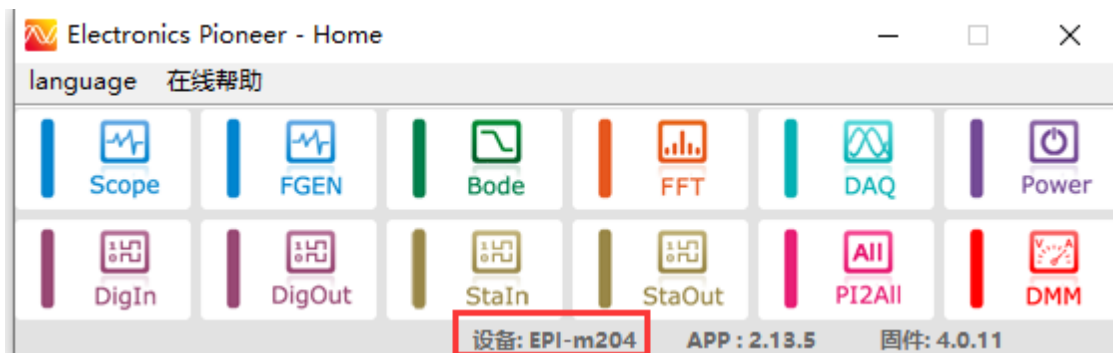 Electronics Pioneer - Home
language 在线帮助
Scope FGEN Bode FFT DAQ Power
All V A
DigIn DigOut StaIn StaOut PI2All DMM
设备: EPI-m204 APP : 2.13.5 固件: 4.0.11